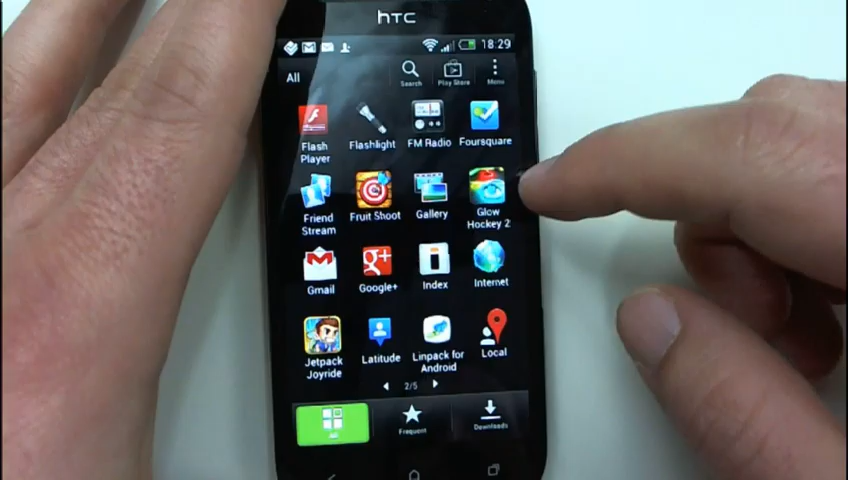 htc
18:29
All
Search
Play Store
Menu
Flash
Player
Flashlight
FM Radio
Foursquare
Friend
Stream
Fruit Shoot
Gallery
Glow
Hockey 2
Gmail
Google+
Index
Internet
Jetpack
Joyride
Latitude
Linpack for
Android
Local
2/5
All
Frequent
Downloads